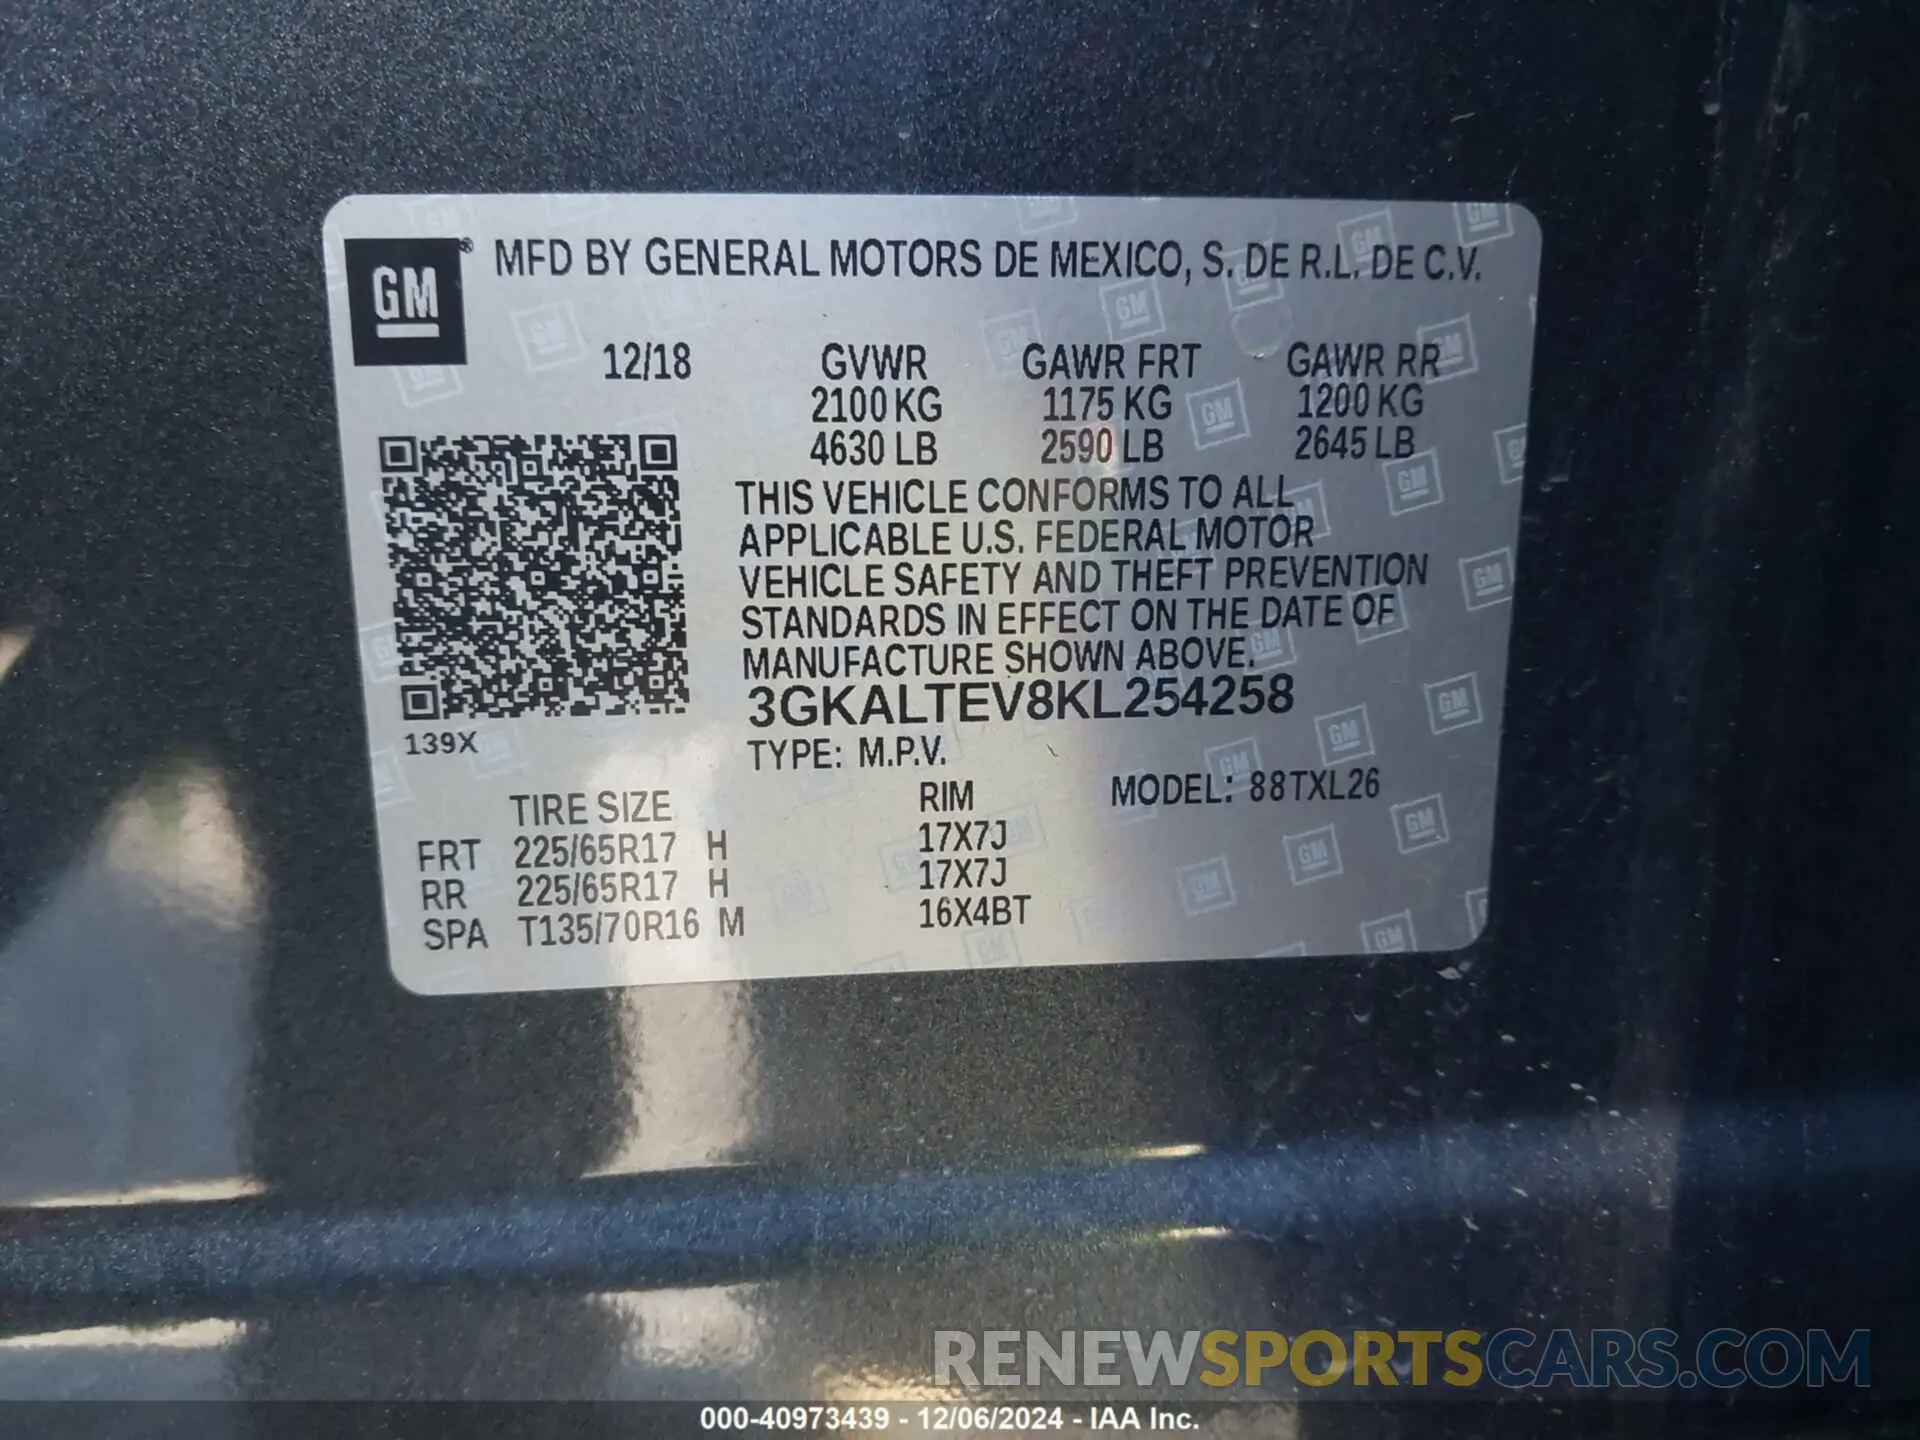 GM® MFD BY GENERAL MOTORS DE MEXICO, S. DE R.L. DE C.V.
12/18 GVWR GAWR FRT GAWR RR
2100 KG 1175 KG 1200 KG
4630 LB 2590 LB 2645 LB
THIS VEHICLE CONFORMS TO ALL
APPLICABLE U.S. FEDERAL MOTOR
VEHICLE SAFETY AND THEFT PREVENTION
STANDARDS IN EFFECT ON THE DATE OF
MANUFACTURE SHOWN ABOVE.
3GKALTEV8KL254258
139X
TYPE: M.P.V.
TIRE SIZE RIM MODEL: 88TXL26
FRT 225/65R17 H 17X7J
RR 225/65R17 H 17X7J
SPA T135/70R16 M 16X4BT
RENEWSPORTSCARS.COM
000-40973439 - 12/06/2024 - IAA Inc.